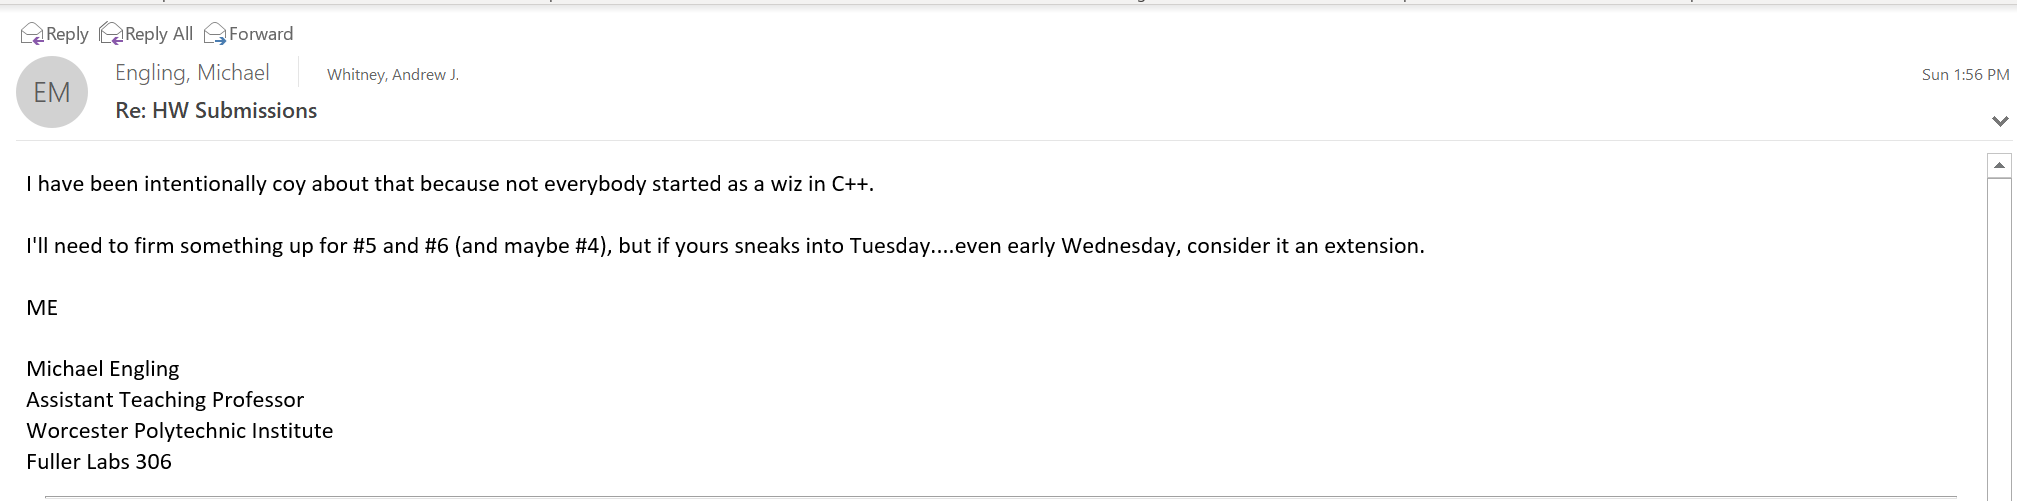 Reply Reply All Forward
EM
Engling, Michael Whitney, Andrew J. Sun 1:56 PM
Re: HW Submissions
I have been intentionally coy about that because not everybody started as a wiz in C++.
I'll need to firm something up for #5 and #6 (and maybe #4), but if yours sneaks into Tuesday....even early Wednesday, consider it an extension.
ME
Michael Engling
Assistant Teaching Professor
Worcester Polytechnic Institute
Fuller Labs 306